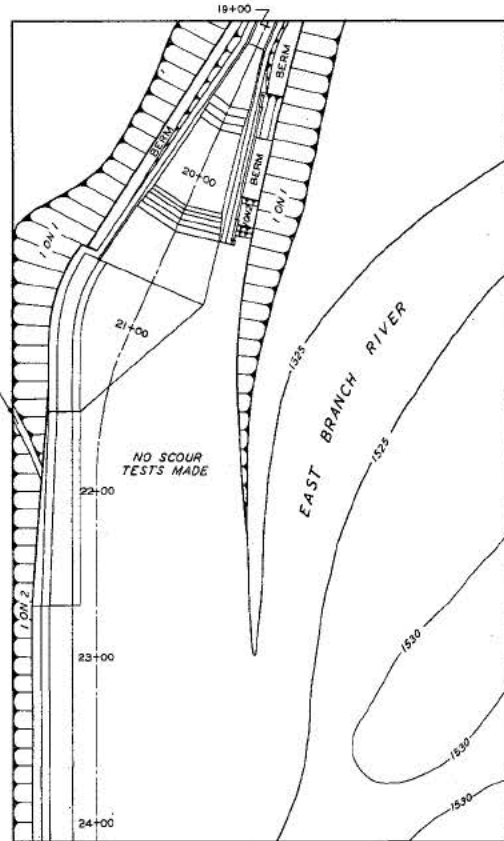 19+00
BERM
BERM
20+00
BERM
1 ON 1
1 ON 1
21+00
1525
EAST BRANCH RIVER
1525
NO SCOUR
TESTS MADE
22+00
1 ON 2
1530
23+00
1530
1530
24+00